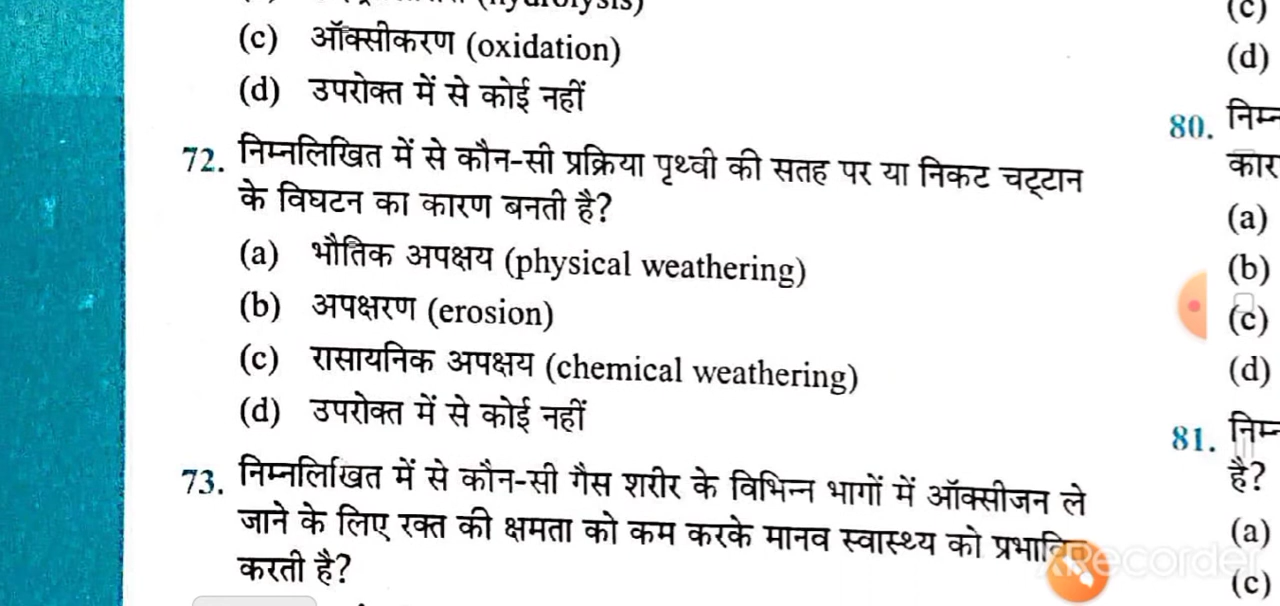 (hydrolysis)
(c) ऑक्सीकरण (oxidation)
(d) उपरोक्त में से कोई नहीं
72. निम्नलिखित में से कौन-सी प्रक्रिया पृथ्वी की सतह पर या निकट चट्टान
के विघटन का कारण बनती है?
(a) भौतिक अपक्षय (physical weathering)
(b) अपक्षरण (erosion)
(c) रासायनिक अपक्षय (chemical weathering)
(d) उपरोक्त में से कोई नहीं
73. निम्नलिखित में से कौन-सी गैस शरीर के विभिन्न भागों में ऑक्सीजन ले
जाने के लिए रक्त की क्षमता को कम करके मानव स्वास्थ्य को प्रभावित
करती है?
(c)
(d)
80. निम्न
कार
(a)
(b)
(c)
(d)
81. निम्न
है?
(a)
(c)
XRecorder